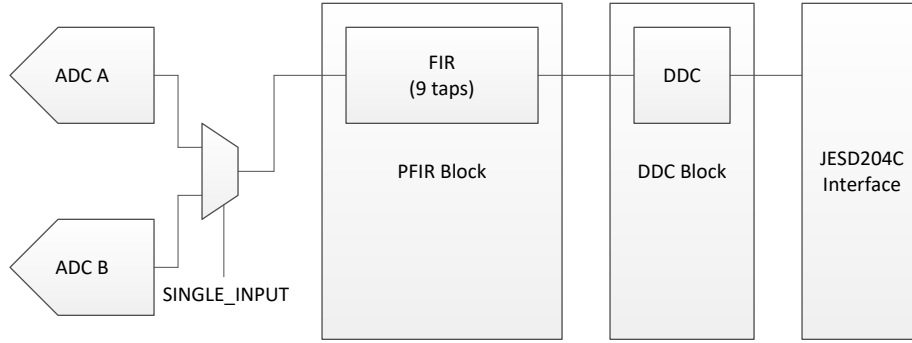 ADC A
FIR
(9 taps)
DDC
PFIR Block
DDC Block
JESD204C
Interface
ADC B
SINGLE_INPUT